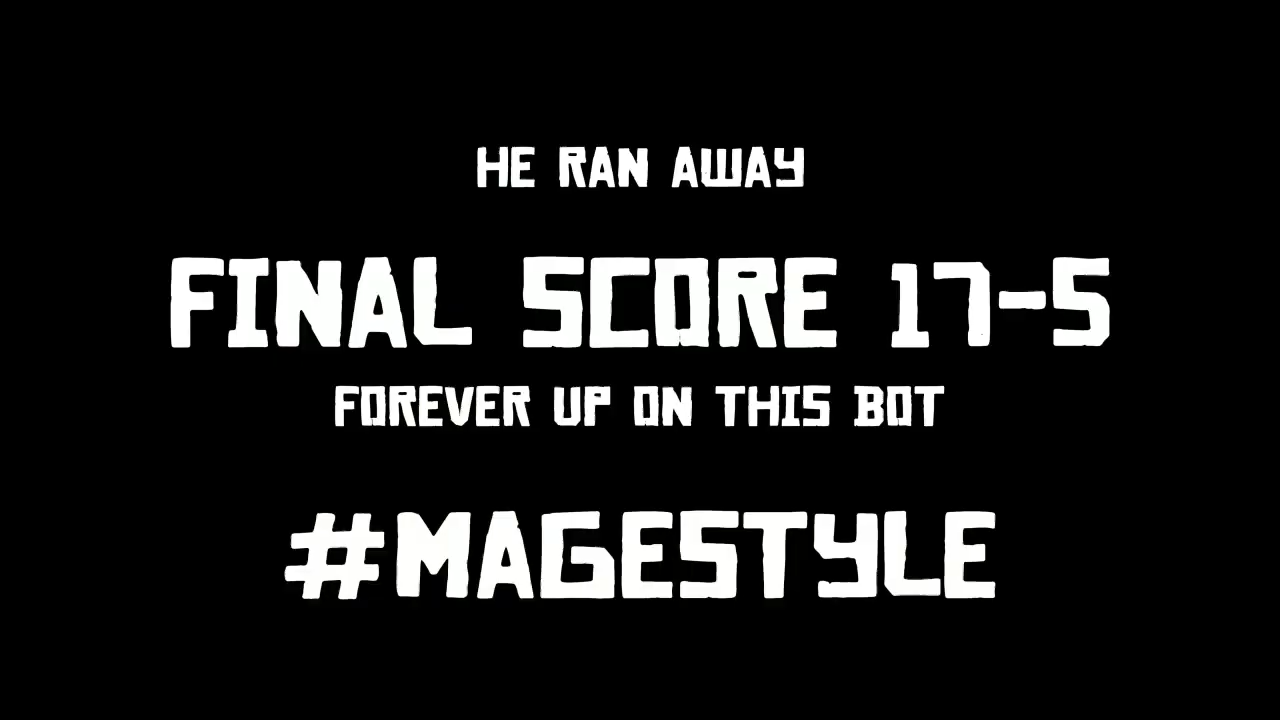 HE RAN AWAY
FINAL SCORE 17-5
FOREVER UP ON THIS BOT
#MAGESTYLE